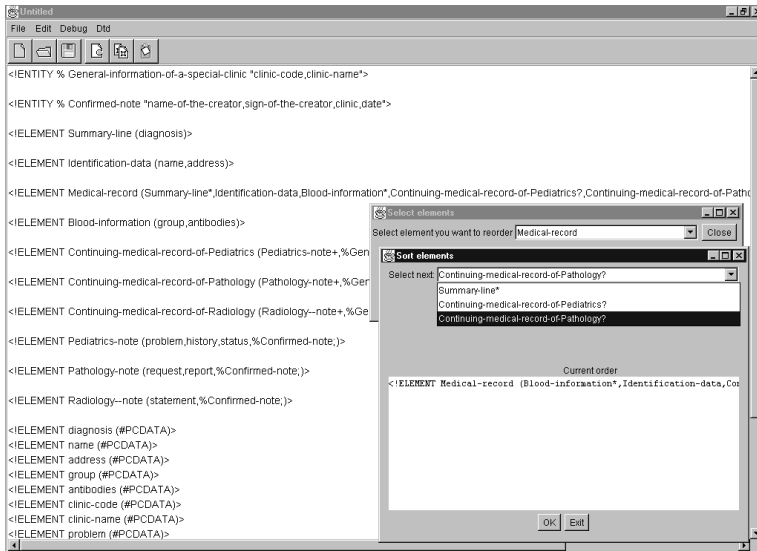 Untitled
File Edit Debug Dtd
<!ENTITY % General-information-of-a-special-clinic "clinic-code,clinic-name">
<!ENTITY % Confirmed-note "name-of-the-creator,sign-of-the-creator,clinic,date">
<!ELEMENT Summary-line (diagnosis)>
<!ELEMENT Identification-data (name,address)>
<!ELEMENT Medical-record (Summary-line*,Identification-data,Blood-information*,Continuing-medical-record-of-Pediatrics?,Continuing-medical-record-of-Patho
<!ELEMENT Blood-information (group,antibodies)>
<!ELEMENT Continuing-medical-record-of-Pediatrics (Pediatrics-note+,%Gen
<!ELEMENT Continuing-medical-record-of-Pathology (Pathology-note+,%Ger
<!ELEMENT Continuing-medical-record-of-Radiology (Radiology--note+,%Ge
<!ELEMENT Pediatrics-note (problem,history,status,%Confirmed-note;)>
<!ELEMENT Pathology-note (request,report,%Confirmed-note;)>
<!ELEMENT Radiology--note (statement,%Confirmed-note;)>
<!ELEMENT diagnosis (#PCDATA)>
<!ELEMENT name (#PCDATA)>
<!ELEMENT address (#PCDATA)>
<!ELEMENT group (#PCDATA)>
<!ELEMENT antibodies (#PCDATA)>
<!ELEMENT clinic-code (#PCDATA)>
<!ELEMENT clinic-name (#PCDATA)>
<!ELEMENT problem (#PCDATA)>
Select elements
Select element you want to reorder Medical-record Close
Sort elements
Select next: Continuing-medical-record-of-Pathology?
Summary-line*
Continuing-medical-record-of-Pediatrics?
Continuing-medical-record-of-Pathology?
Current order
<!ELEMENT Medical-record (Blood-information*,Identification-data,Con
OK Exit